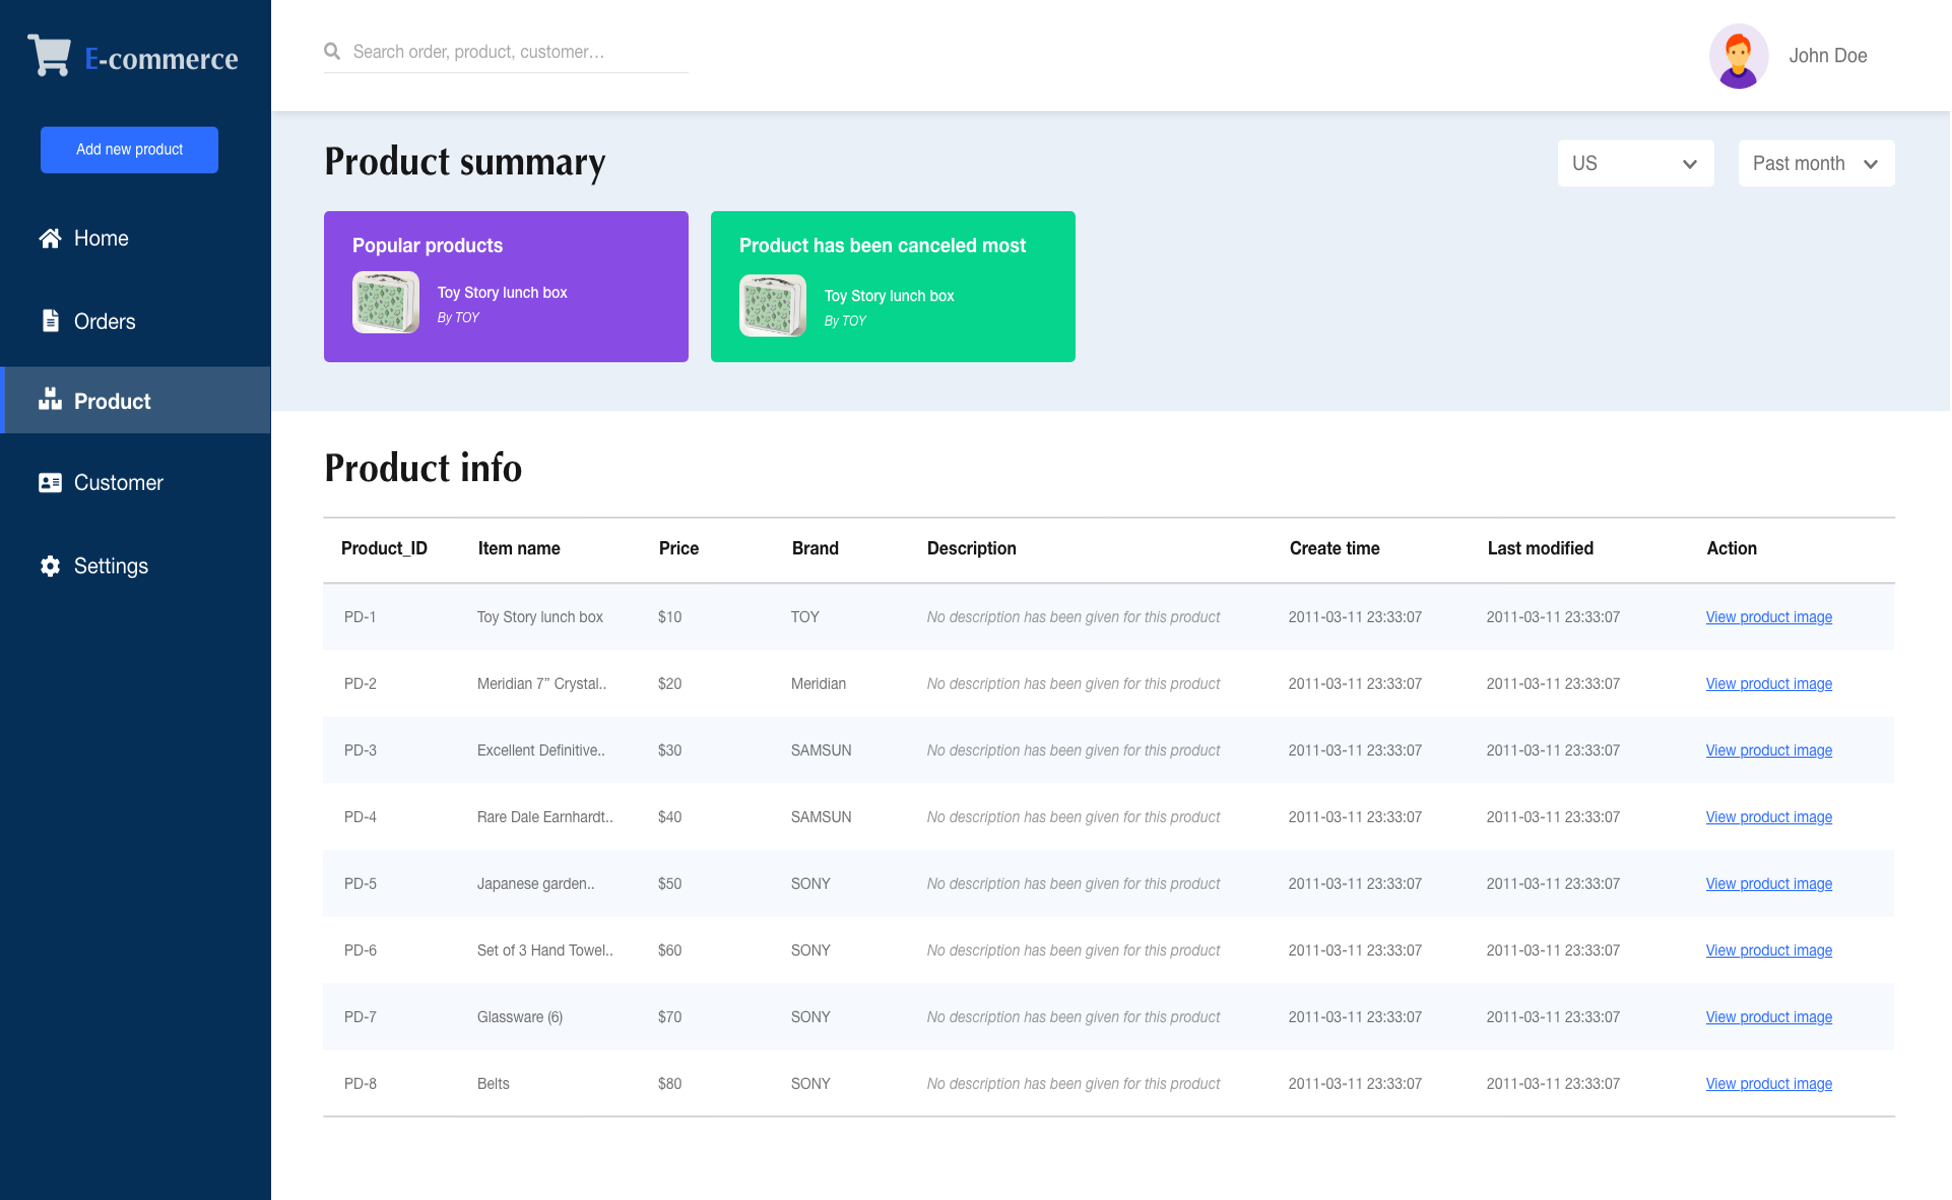 E-commerce
Search order, product, customer...
John Doe
Add new product
Home
Orders
Product
Customer
Settings
Product summary
US
Past month
Popular products
Toy Story lunch box
By TOY
Product has been canceled most
Toy Story lunch box
By TOY
Product info
Product_ID Item name Price Brand Description Create time Last modified Action
PD-1 Toy Story lunch box $10 TOY No description has been given for this product 2011-03-11 23:33:07 2011-03-11 23:33:07 View product image
PD-2 Meridian 7” Crystal.. $20 Meridian No description has been given for this product 2011-03-11 23:33:07 2011-03-11 23:33:07 View product image
PD-3 Excellent Definitive.. $30 SAMSUN No description has been given for this product 2011-03-11 23:33:07 2011-03-11 23:33:07 View product image
PD-4 Rare Dale Earnhardt.. $40 SAMSUN No description has been given for this product 2011-03-11 23:33:07 2011-03-11 23:33:07 View product image
PD-5 Japanese garden.. $50 SONY No description has been given for this product 2011-03-11 23:33:07 2011-03-11 23:33:07 View product image
PD-6 Set of 3 Hand Towel.. $60 SONY No description has been given for this product 2011-03-11 23:33:07 2011-03-11 23:33:07 View product image
PD-7 Glassware (6) $70 SONY No description has been given for this product 2011-03-11 23:33:07 2011-03-11 23:33:07 View product image
PD-8 Belts $80 SONY No description has been given for this product 2011-03-11 23:33:07 2011-03-11 23:33:07 View product image